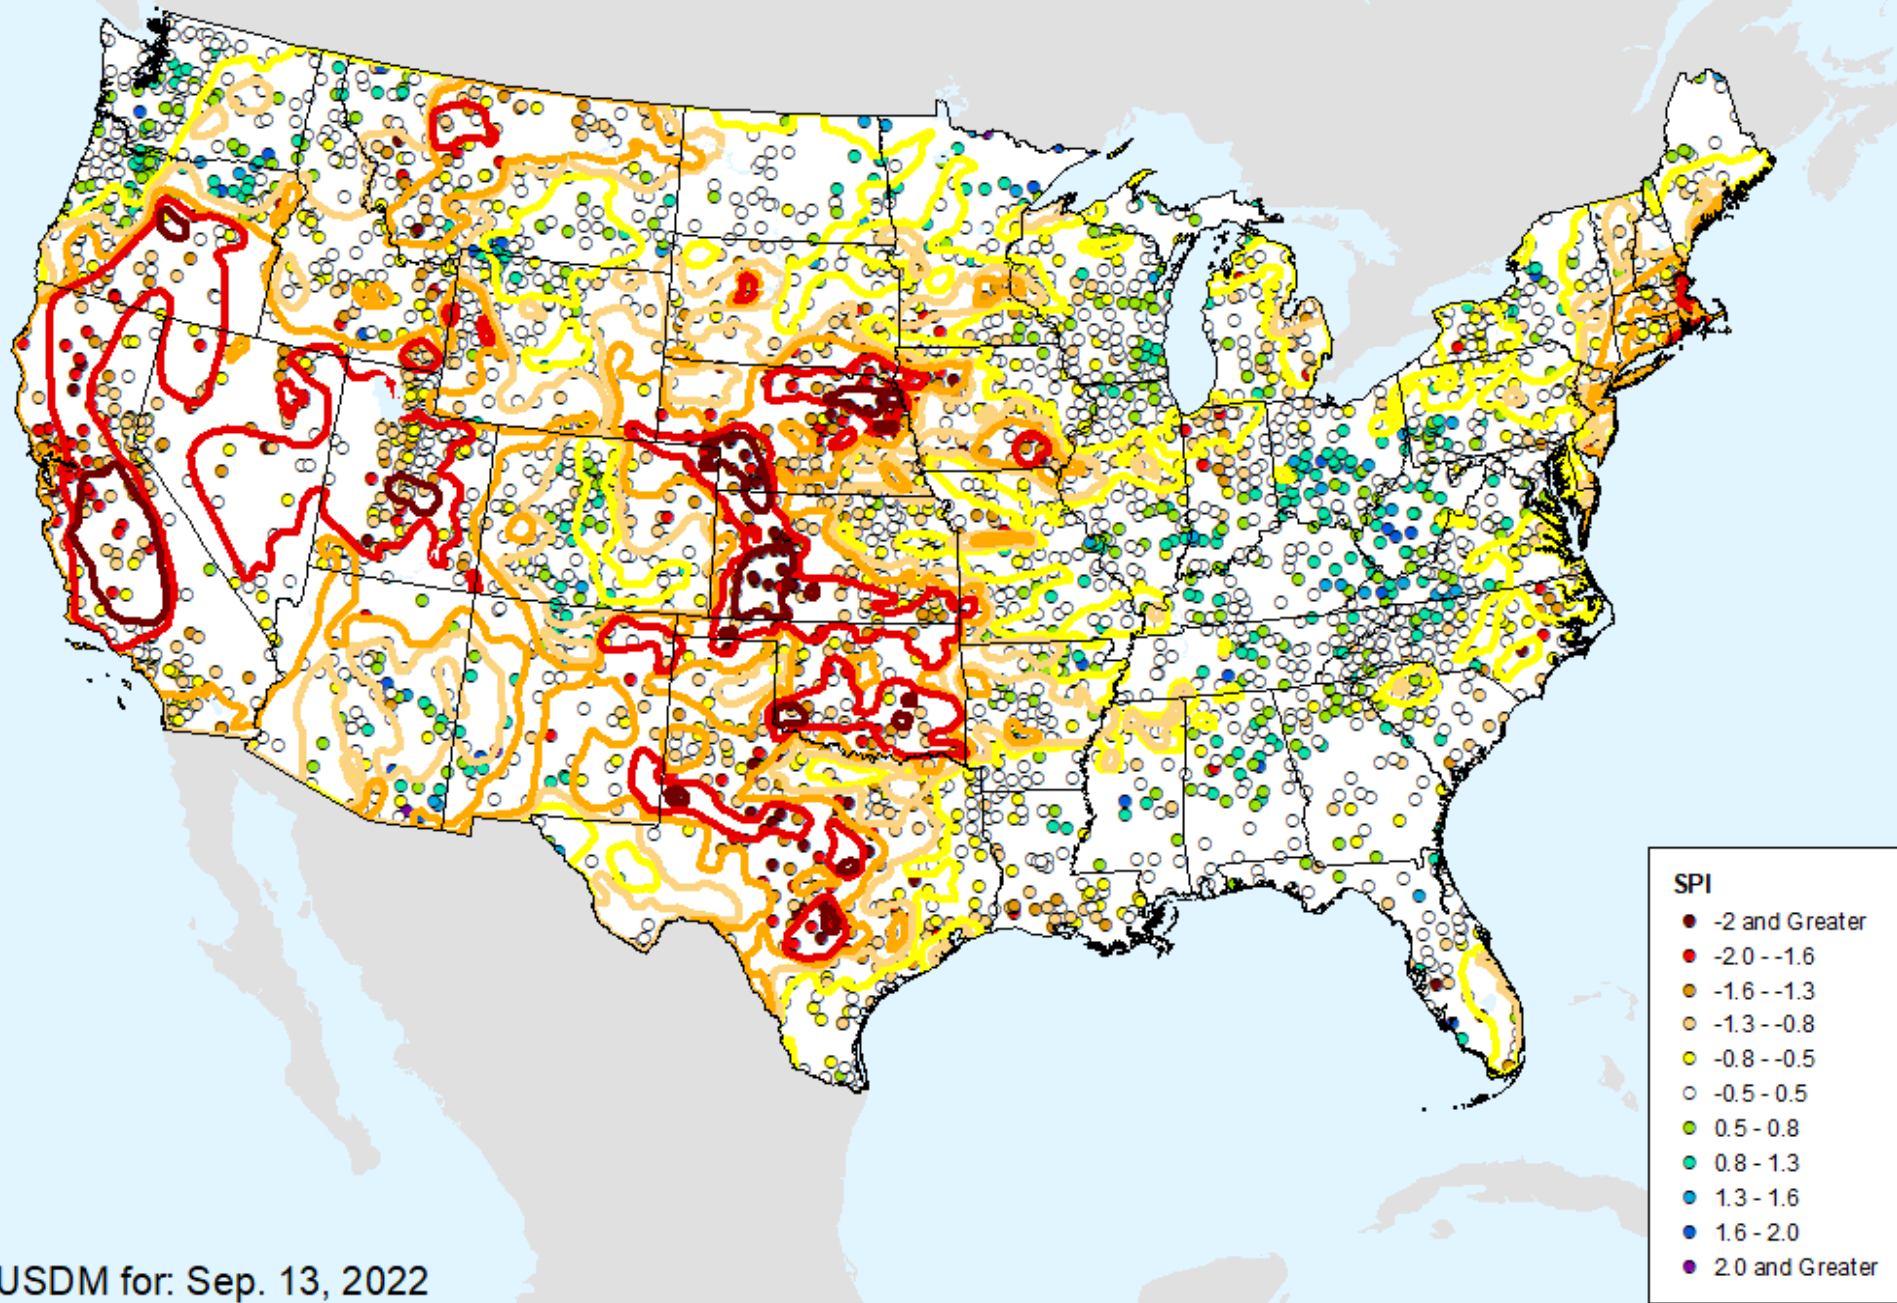 SPI
-2 and Greater
-2.0 - -1.6
-1.6 - -1.3
-1.3 - -0.8
-0.8 - -0.5
-0.5 - 0.5
0.5 - 0.8
0.8 - 1.3
1.3 - 1.6
1.6 - 2.0
2.0 and Greater
USDM for: Sep. 13, 2022